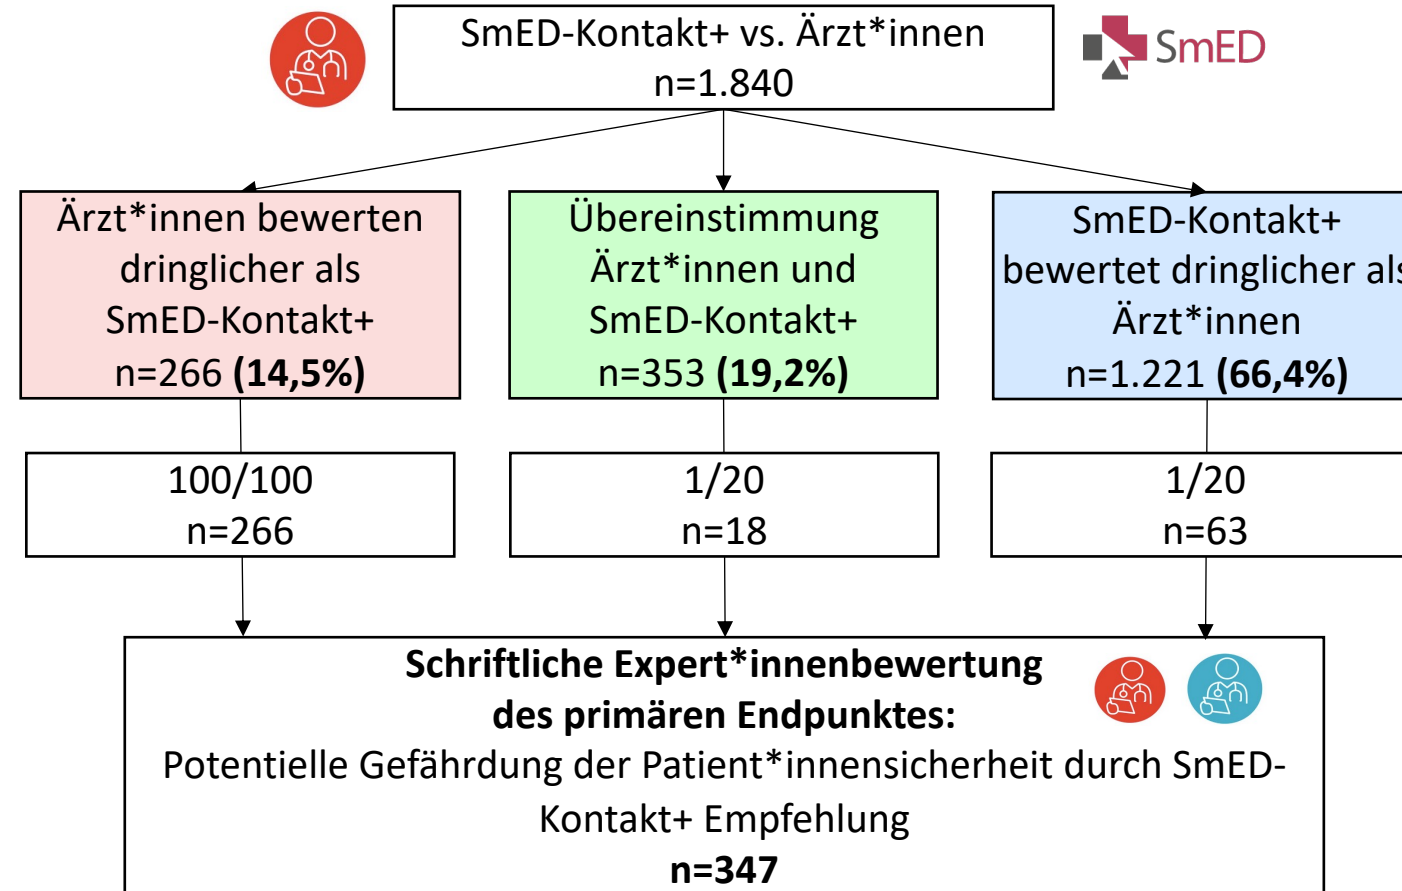 SmED-Kontakt+ vs. Ärzt*innen
n=1.840
SmED
Ärzt*innen bewerten
dringlicher als
SmED-Kontakt+
n=266 (14,5%)
Übereinstimmung
Ärzt*innen und
SmED-Kontakt+
n=353 (19,2%)
SmED-Kontakt+
bewertet dringlicher als
Ärzt*innen
n=1.221 (66,4%)
100/100
n=266
1/20
n=18
1/20
n=63
Schriftliche Expert*innenbewertung
des primären Endpunktes:
Potentielle Gefährdung der Patient*innensicherheit durch SmED-
Kontakt+ Empfehlung
n=347